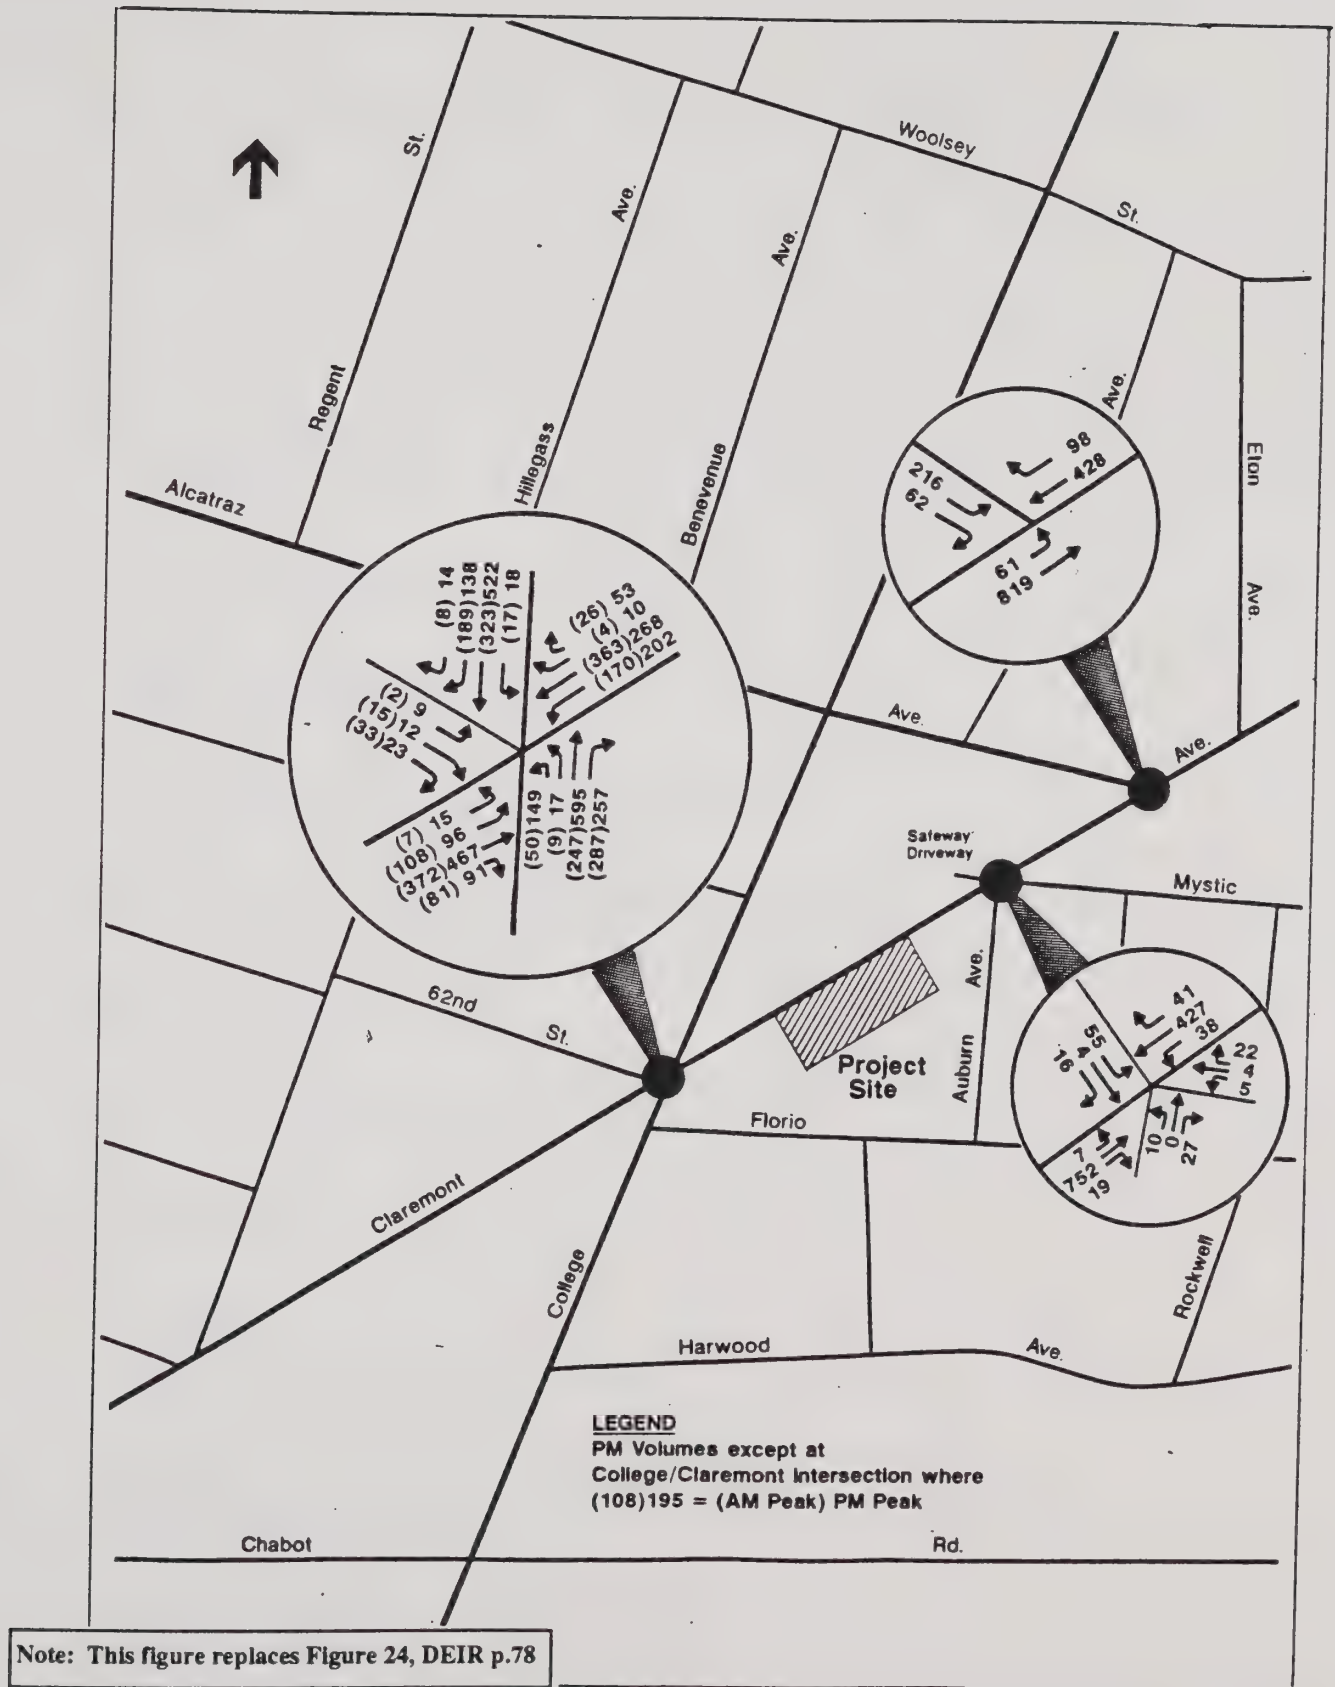 Woolsey
St.
St.
Ave.
Ave.
Regent
Ave.
Eton
Ave.
Alcatraz
Hillegass
Benevenue
98
428
216
62
61
819
(8) 14
(189)138
(323)522
(17) 18
(26) 53
(4) 10
(363)268
(170)202
(2) 9
(15)12
(33)23
(7) 15
(108) 96
(372)467
(81) 91
(50)149
(9) 17
(247)595
(287)257
Ave.
Ave.
Safeway
Driveway
Mystic
62nd
St.
Project
Site
Auburn
Ave.
41
427
38
55
4
16
22
4
5
7
752
19
10
0
27
Florio
Claremont
College
Rockwell
Harwood
Ave.
LEGEND
PM Volumes except at
College/Claremont Intersection where
(108)195 = (AM Peak) PM Peak
Chabot
Rd.
Note: This figure replaces Figure 24, DEIR p.78